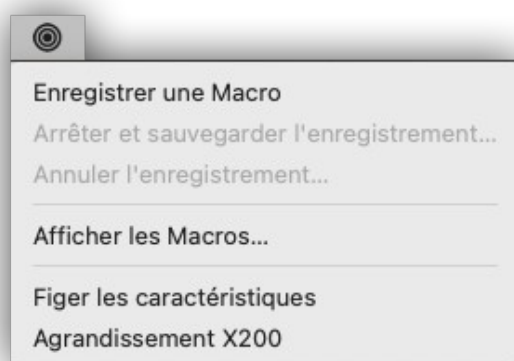 Enregistrer une Macro
Arrêter et sauvegarder l'enregistrement...
Annuler l'enregistrement...
Afficher les Macros...
Figer les caractéristiques
Agrandissement X200